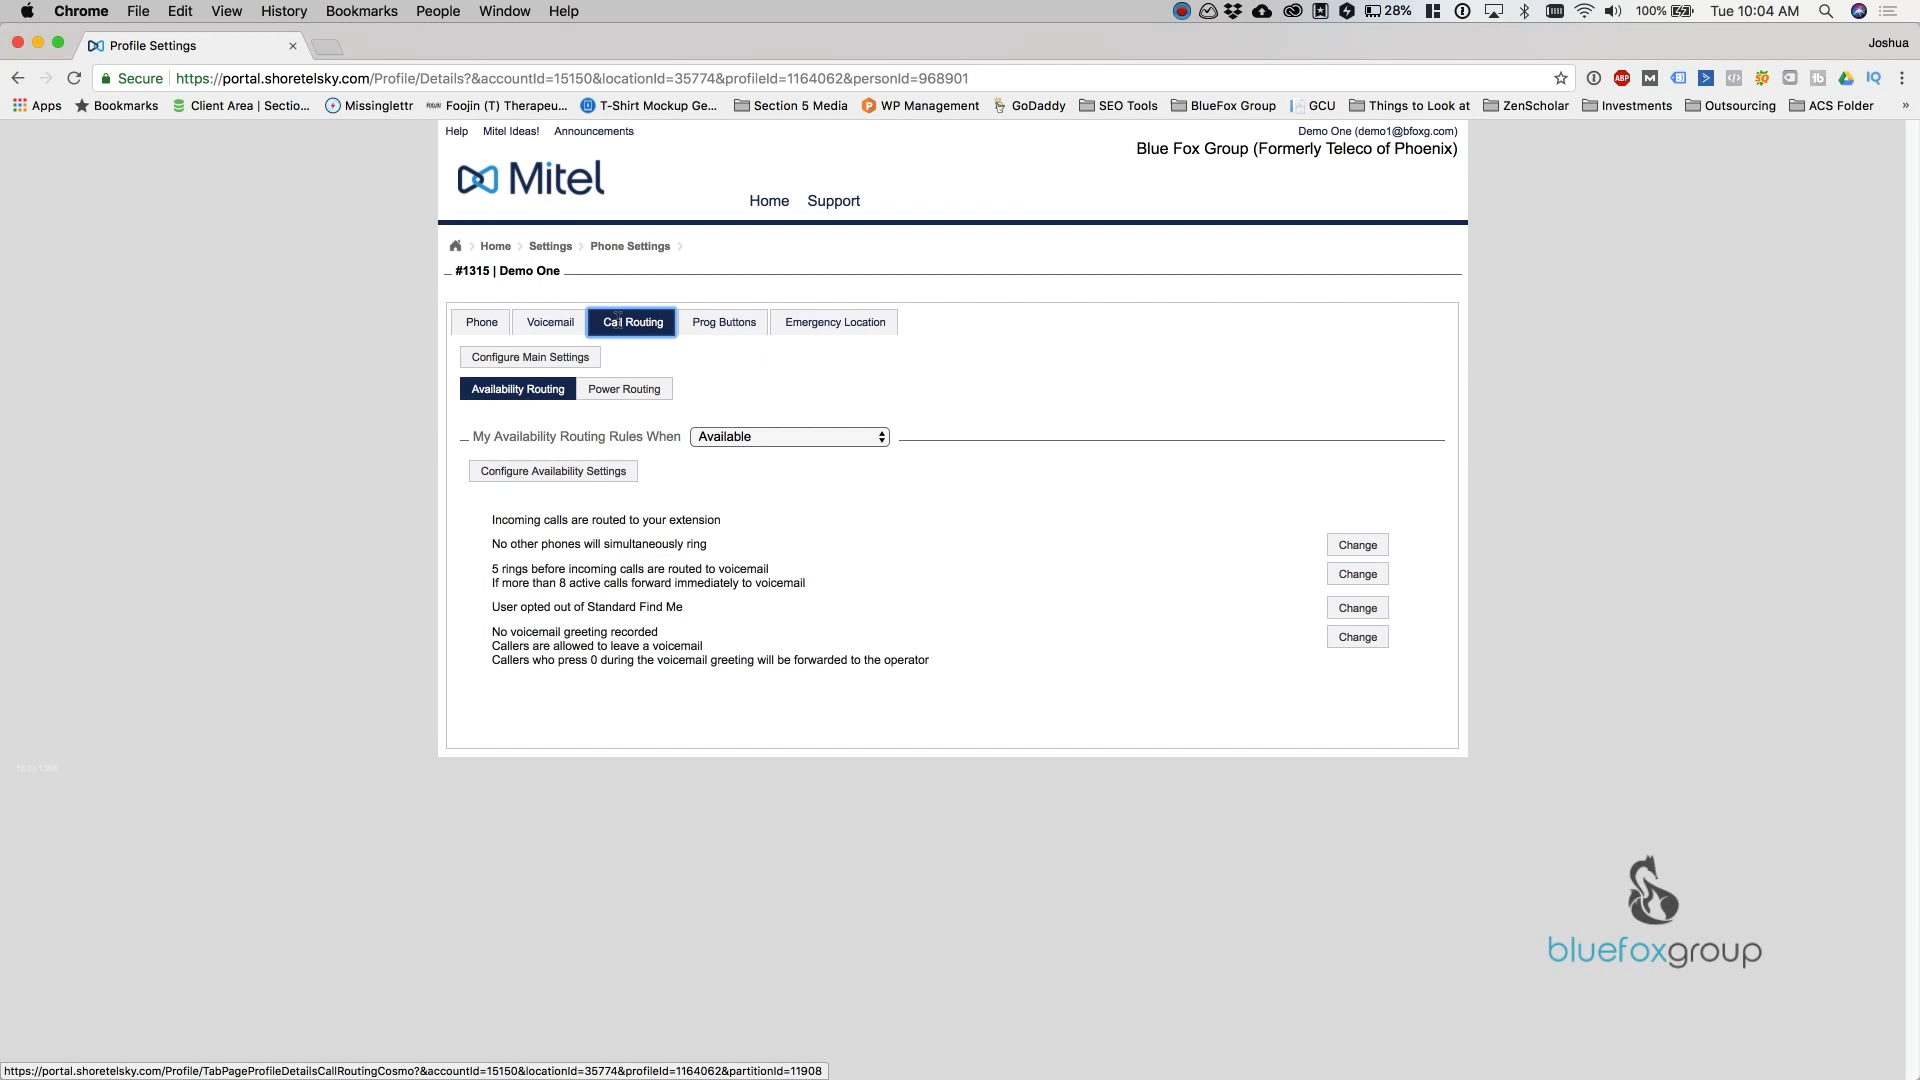 Chrome File Edit View History Bookmarks People Window Help 28% 100% Tue 10:04 AM
Profile Settings Joshua
Secure https://portal.shoretelsky.com/Profile/Details?&accountId=15150&locationId=35774&profileId=1164062&personId=968901
Apps Bookmarks Client Area | Sectio... Missinglettr Foojin (T) Therapeu... T-Shirt Mockup Ge... Section 5 Media WP Management GoDaddy SEO Tools BlueFox Group GCU Things to Look at ZenScholar Investments Outsourcing ACS Folder »
Help Mitel Ideas! Announcements Demo One (demo1@bfoxg.com)
Blue Fox Group (Formerly Teleco of Phoenix)
Mitel
Home Support
Home Settings Phone Settings
#1315 | Demo One
Phone Voicemail Call Routing Prog Buttons Emergency Location
Configure Main Settings
Availability Routing Power Routing
My Availability Routing Rules When Available
Configure Availability Settings
Incoming calls are routed to your extension
No other phones will simultaneously ring Change
5 rings before incoming calls are routed to voicemail
If more than 8 active calls forward immediately to voicemail Change
User opted out of Standard Find Me Change
No voicemail greeting recorded Change
Callers are allowed to leave a voicemail
Callers who press 0 during the voicemail greeting will be forwarded to the operator
bluefoxgroup
https://portal.shoretelsky.com/Profile/TabPageProfileDetailsCallRoutingCosmo?&accountId=15150&locationId=35774&profileId=1164062&partitionId=11908